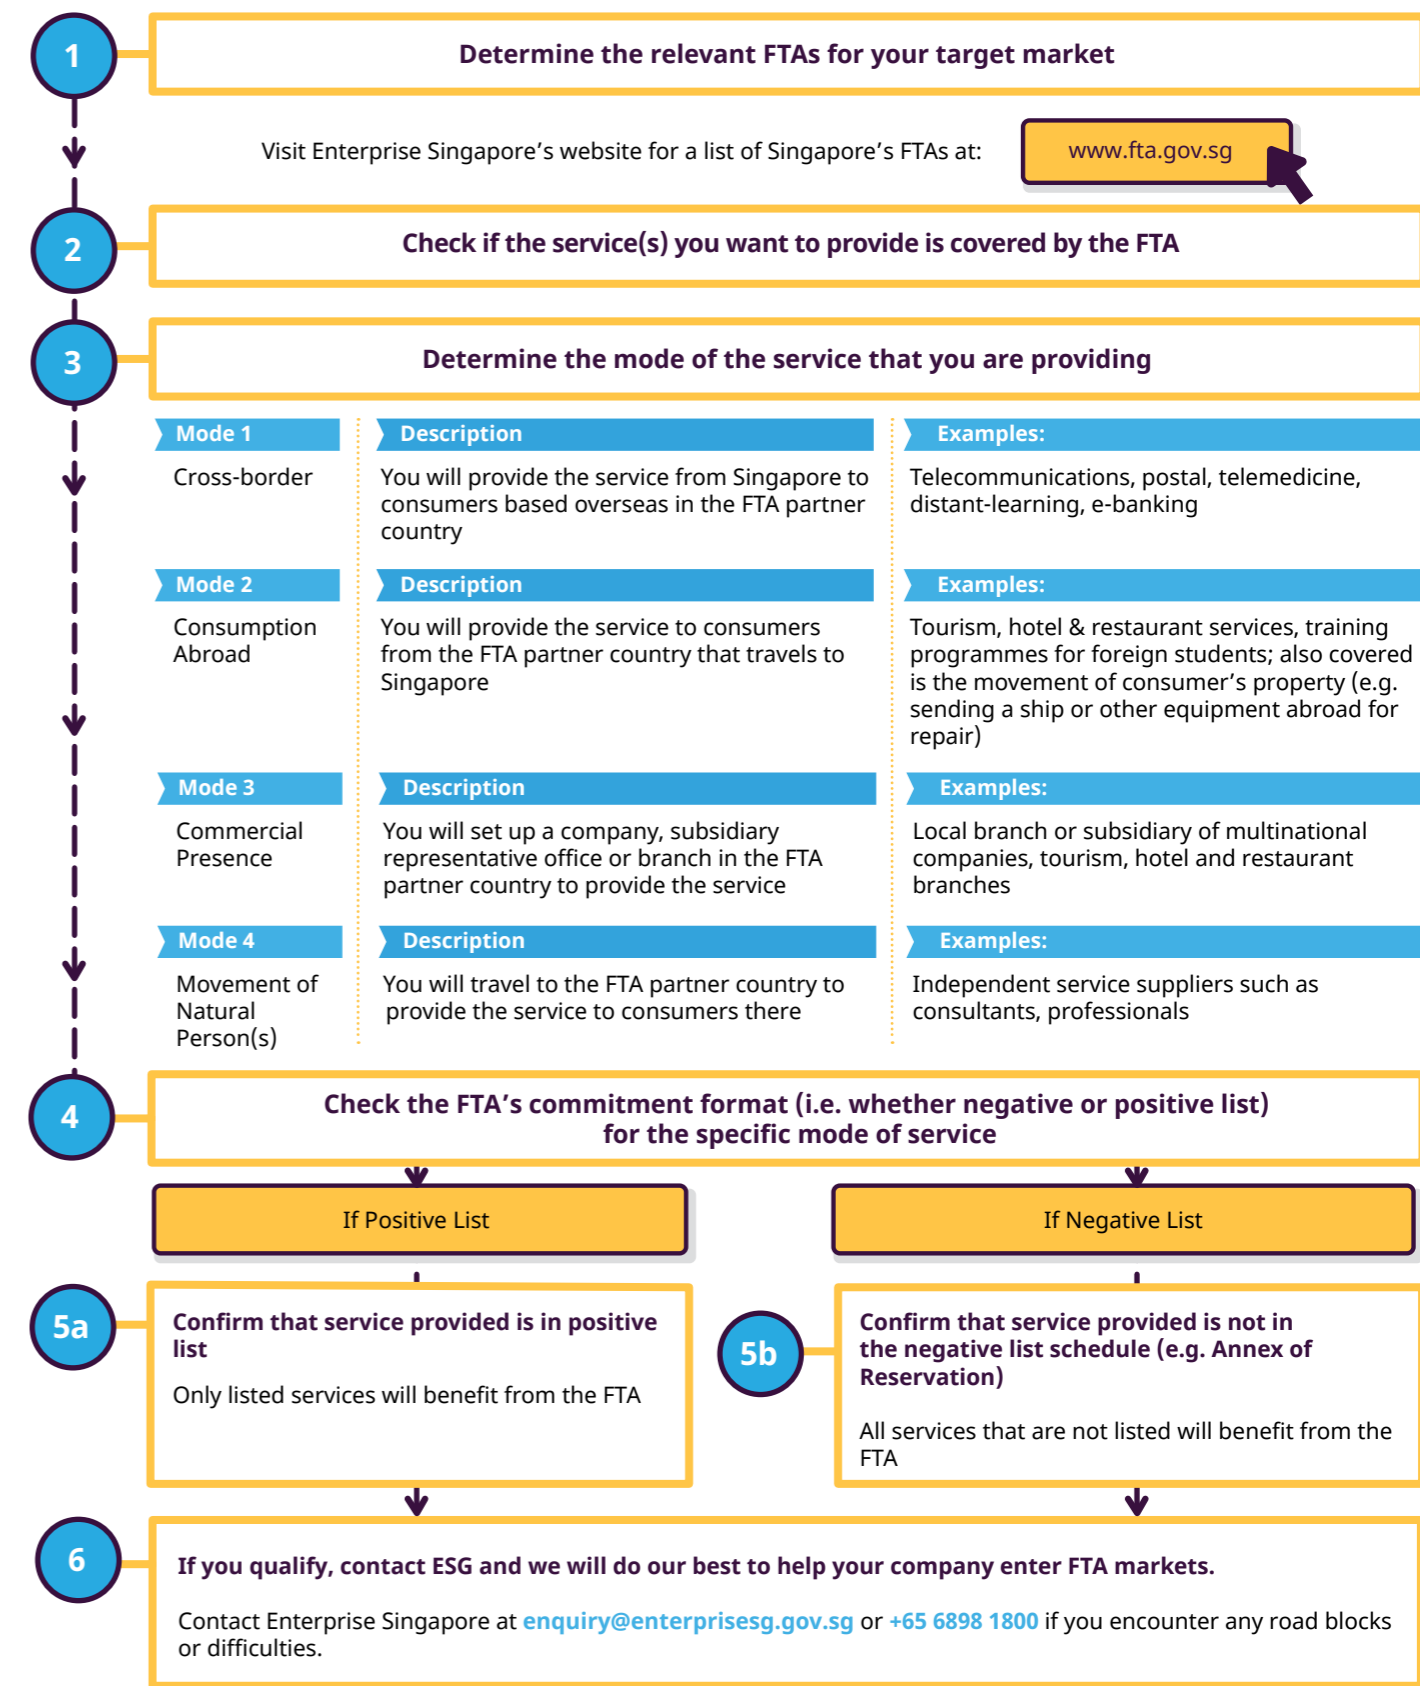 1
Determine the relevant FTAs for your target market
Visit Enterprise Singapore’s website for a list of Singapore’s FTAs at:
www.fta.gov.sg
2
Check if the service(s) you want to provide is covered by the FTA
3
Determine the mode of the service that you are providing
Mode 1
Description
Examples:
Cross-border
You will provide the service from Singapore to
consumers based overseas in the FTA partner
country
Telecommunications, postal, telemedicine,
distant-learning, e-banking
Mode 2
Description
Examples:
Consumption
Abroad
You will provide the service to consumers
from the FTA partner country that travels to
Singapore
Tourism, hotel & restaurant services, training
programmes for foreign students; also covered
is the movement of consumer’s property (e.g.
sending a ship or other equipment abroad for
repair)
Mode 3
Description
Examples:
Commercial
Presence
You will set up a company, subsidiary
representative office or branch in the FTA
partner country to provide the service
Local branch or subsidiary of multinational
companies, tourism, hotel and restaurant
branches
Mode 4
Description
Examples:
Movement of
Natural
Person(s)
You will travel to the FTA partner country to
provide the service to consumers there
Independent service suppliers such as
consultants, professionals
4
Check the FTA’s commitment format (i.e. whether negative or positive list)
for the specific mode of service
If Positive List
If Negative List
5a
Confirm that service provided is in positive
list
Only listed services will benefit from the FTA
5b
Confirm that service provided is not in
the negative list schedule (e.g. Annex of
Reservation)
All services that are not listed will benefit from the
FTA
6
If you qualify, contact ESG and we will do our best to help your company enter FTA markets.
Contact Enterprise Singapore at enquiry@enterprisesg.gov.sg or +65 6898 1800 if you encounter any road blocks
or difficulties.